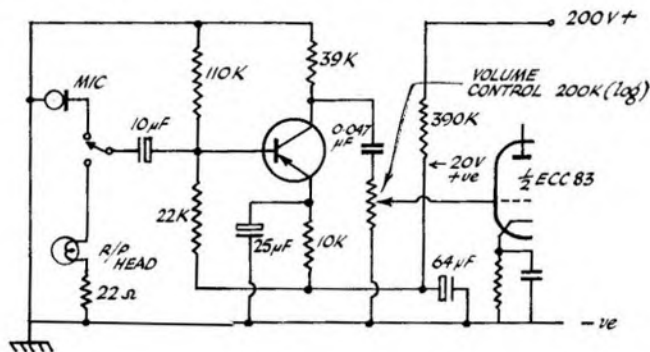 200V+
MIC
110K
39K
VOLUME
CONTROL 200K (log)
10µF
0·047
µF
390K
20V
+ve
½ ECC 83
22K
25µF
10K
64µF
R/P
HEAD
22Ω
-ve